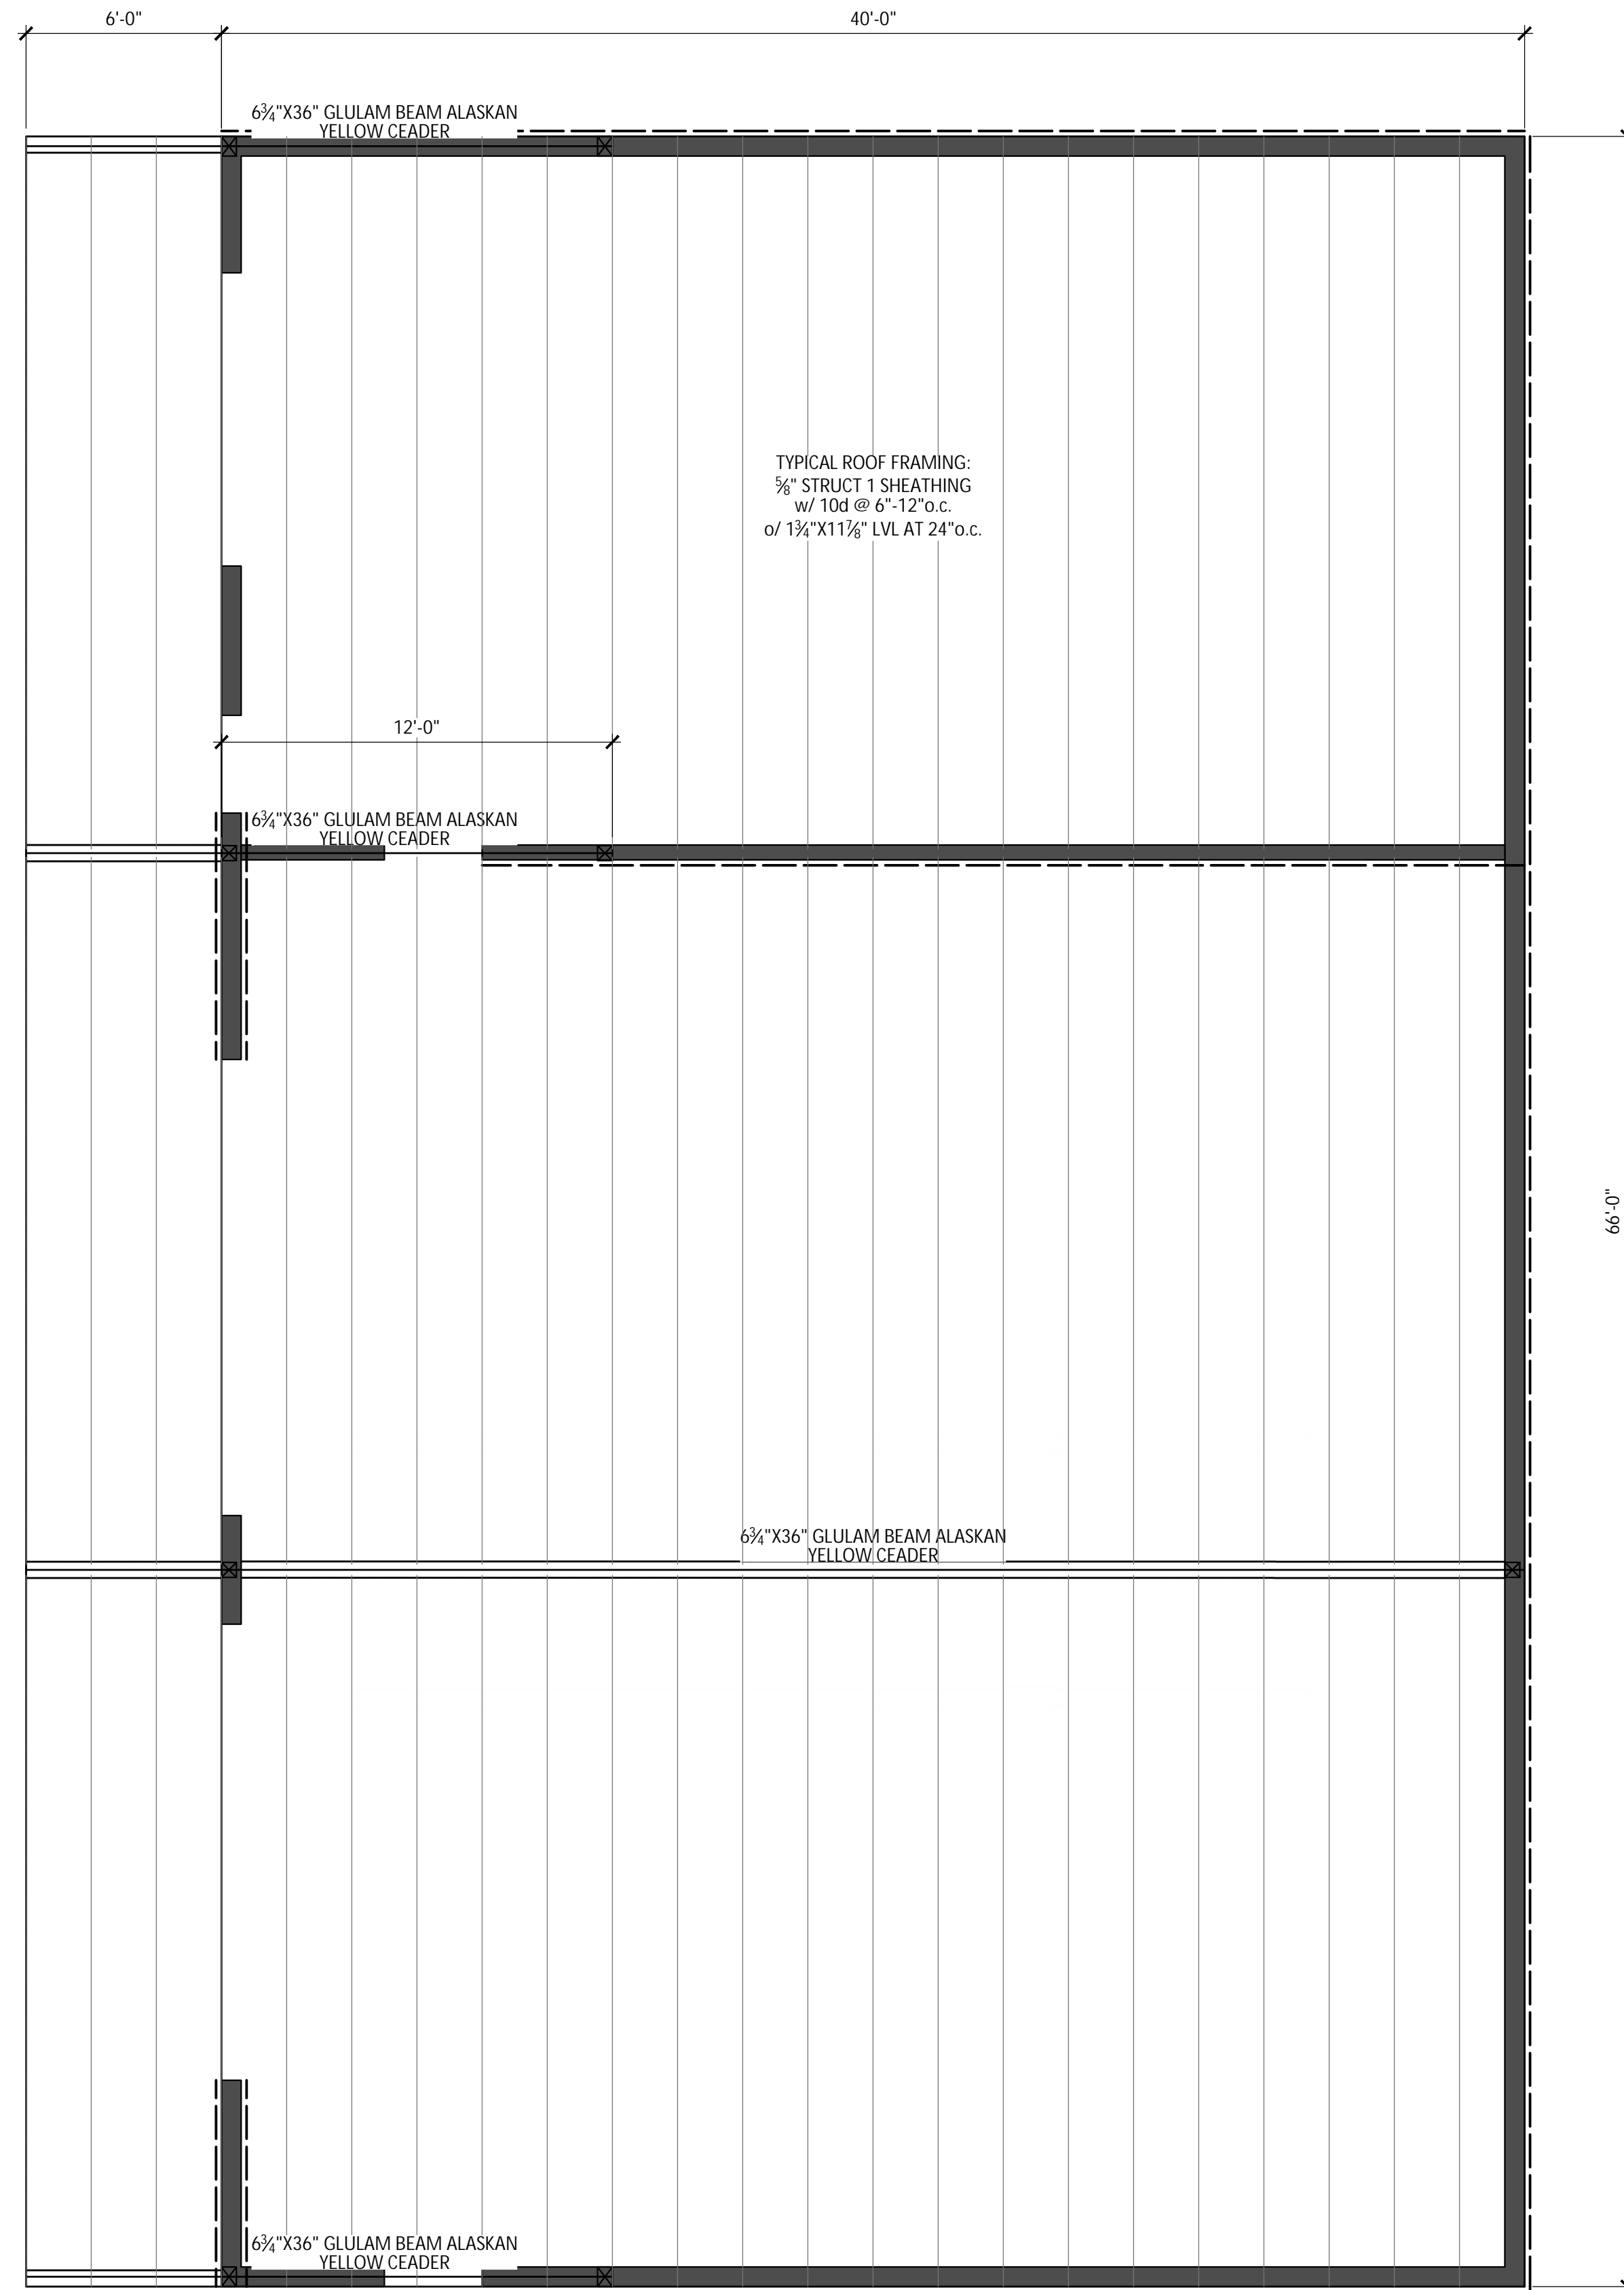 6'-0"
40'-0"
6¾"X36" GLULAM BEAM ALASKAN
YELLOW CEADER
TYPICAL ROOF FRAMING:
⅝" STRUCT 1 SHEATHING
w/ 10d @ 6"-12"o.c.
o/ 1¾"X11⅞" LVL AT 24"o.c.
12'-0"
6¾"X36" GLULAM BEAM ALASKAN
YELLOW CEADER
66'-0"
6¾"X36" GLULAM BEAM ALASKAN
YELLOW CEADER
6¾"X36" GLULAM BEAM ALASKAN
YELLOW CEADER